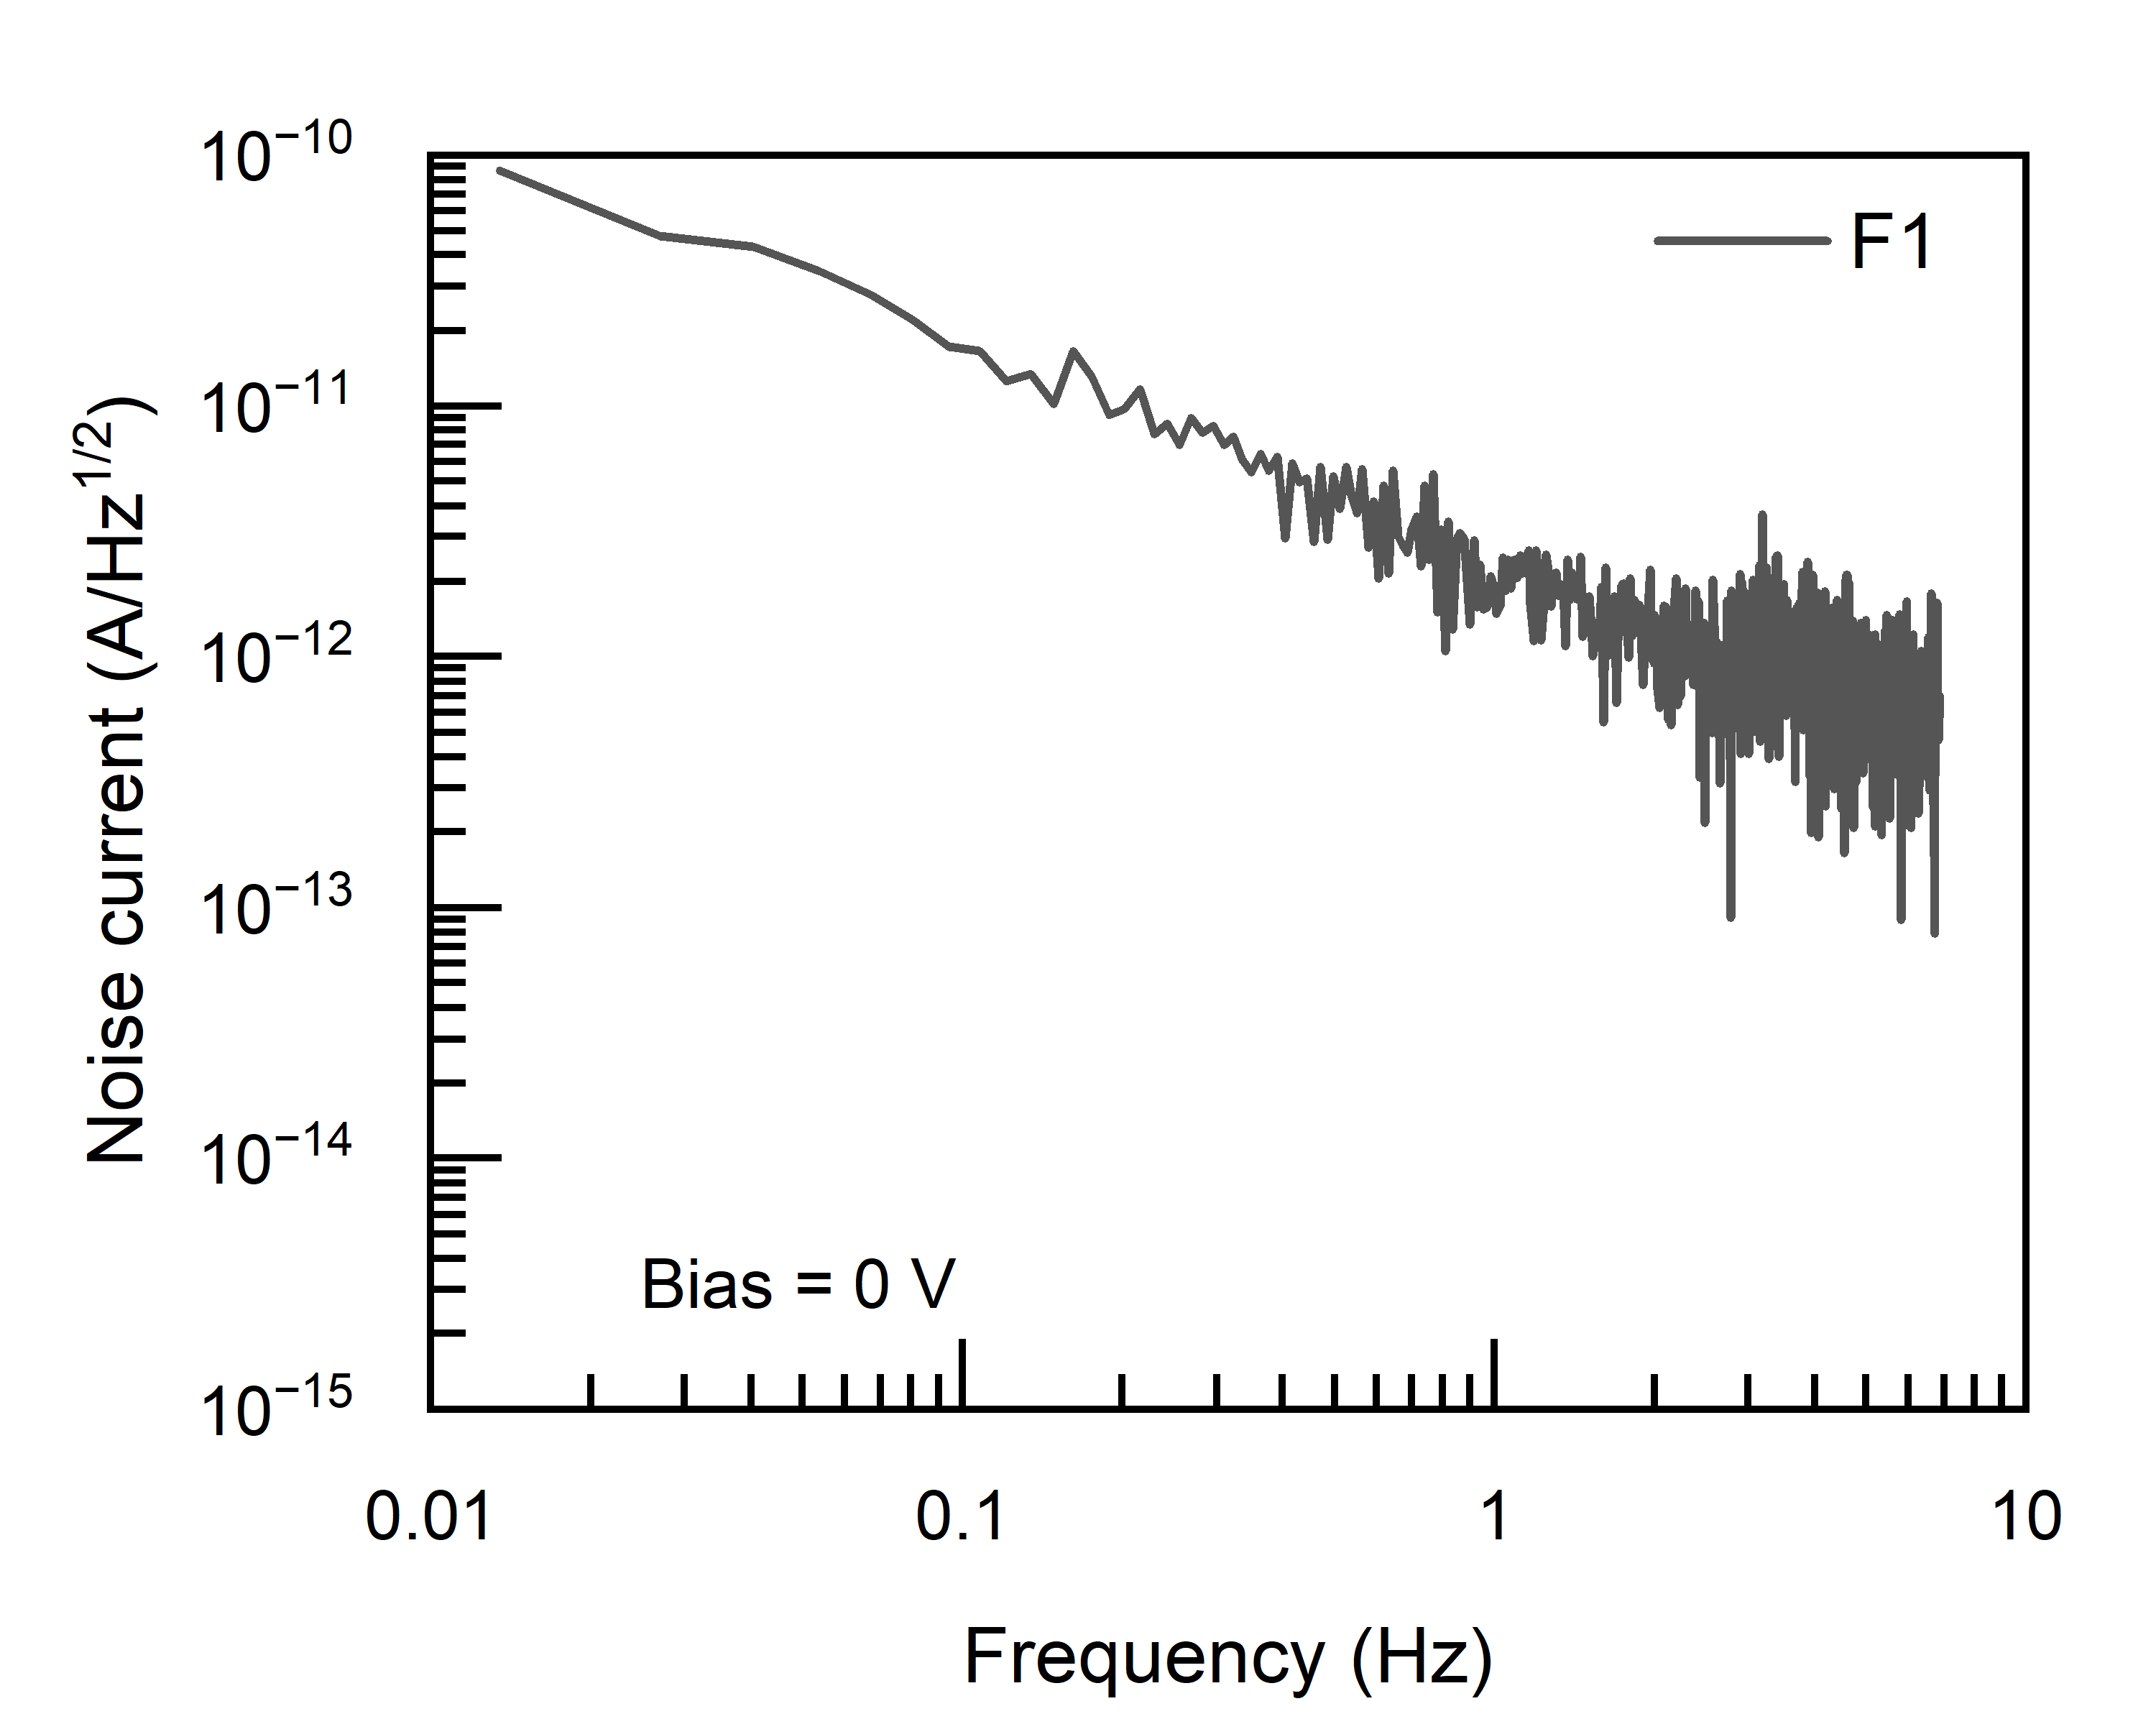 Noise current (A/Hz^1/2)
10^−10
10^−11
10^−12
10^−13
10^−14
10^−15
F1
Bias = 0 V
0.01 0.1 1 10
Frequency (Hz)